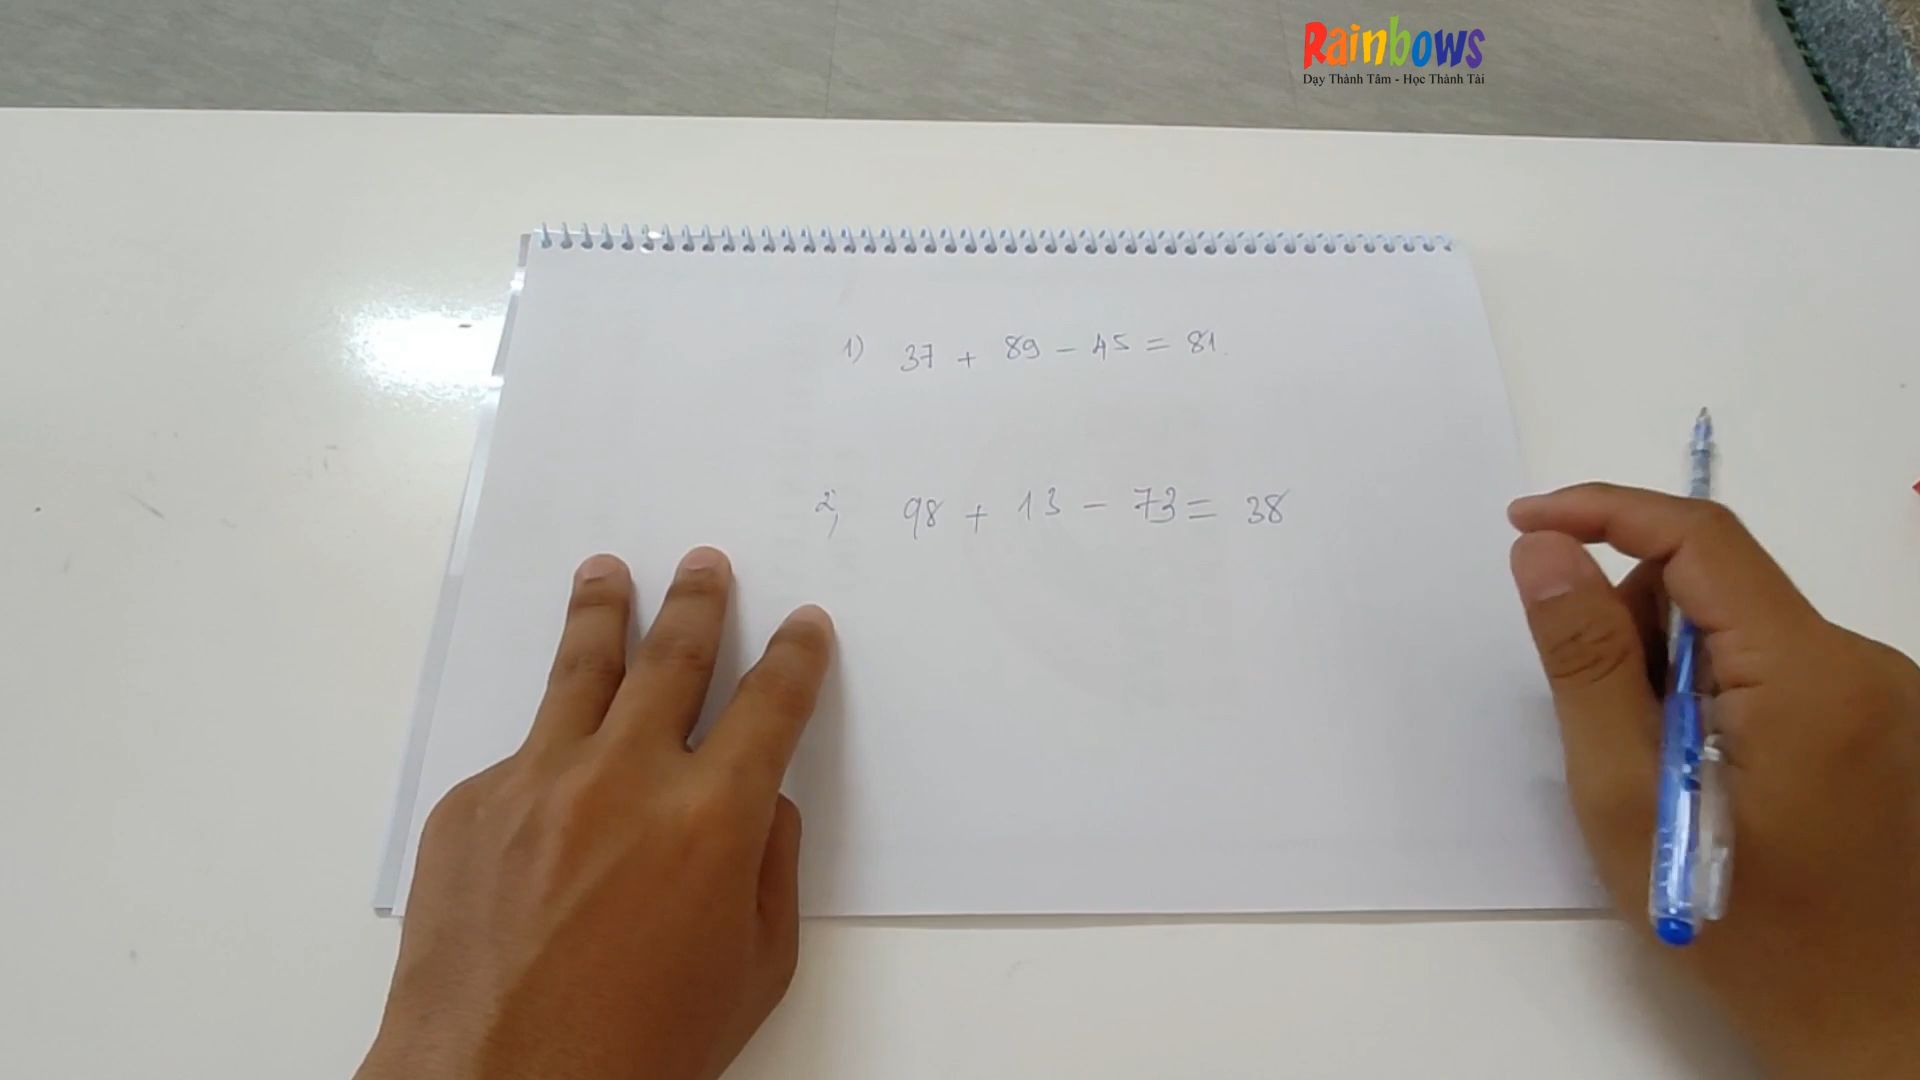 Rainbows
Dạy Thành Tâm - Học Thành Tài
1) 37 + 89 - 45 = 81
2, 98 + 13 - 73 = 38